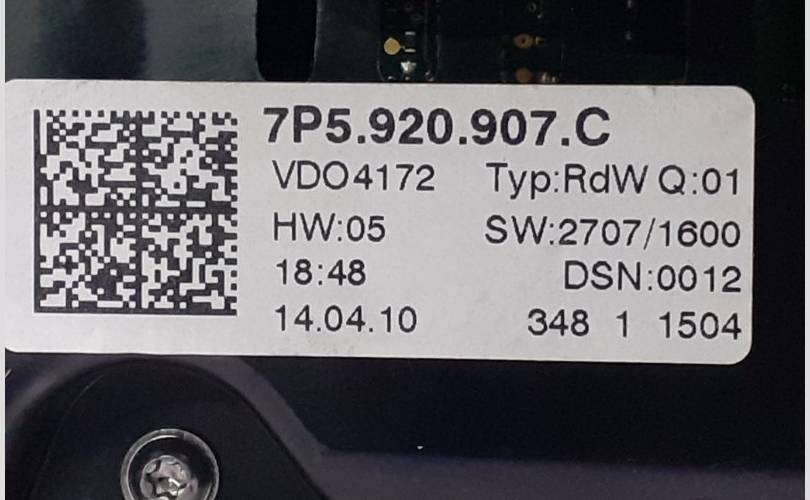 7P5.920.907.C
VDO4172 Typ:RdW Q:01
HW:05 SW:2707/1600
18:48 DSN:0012
14.04.10 348 1 1504